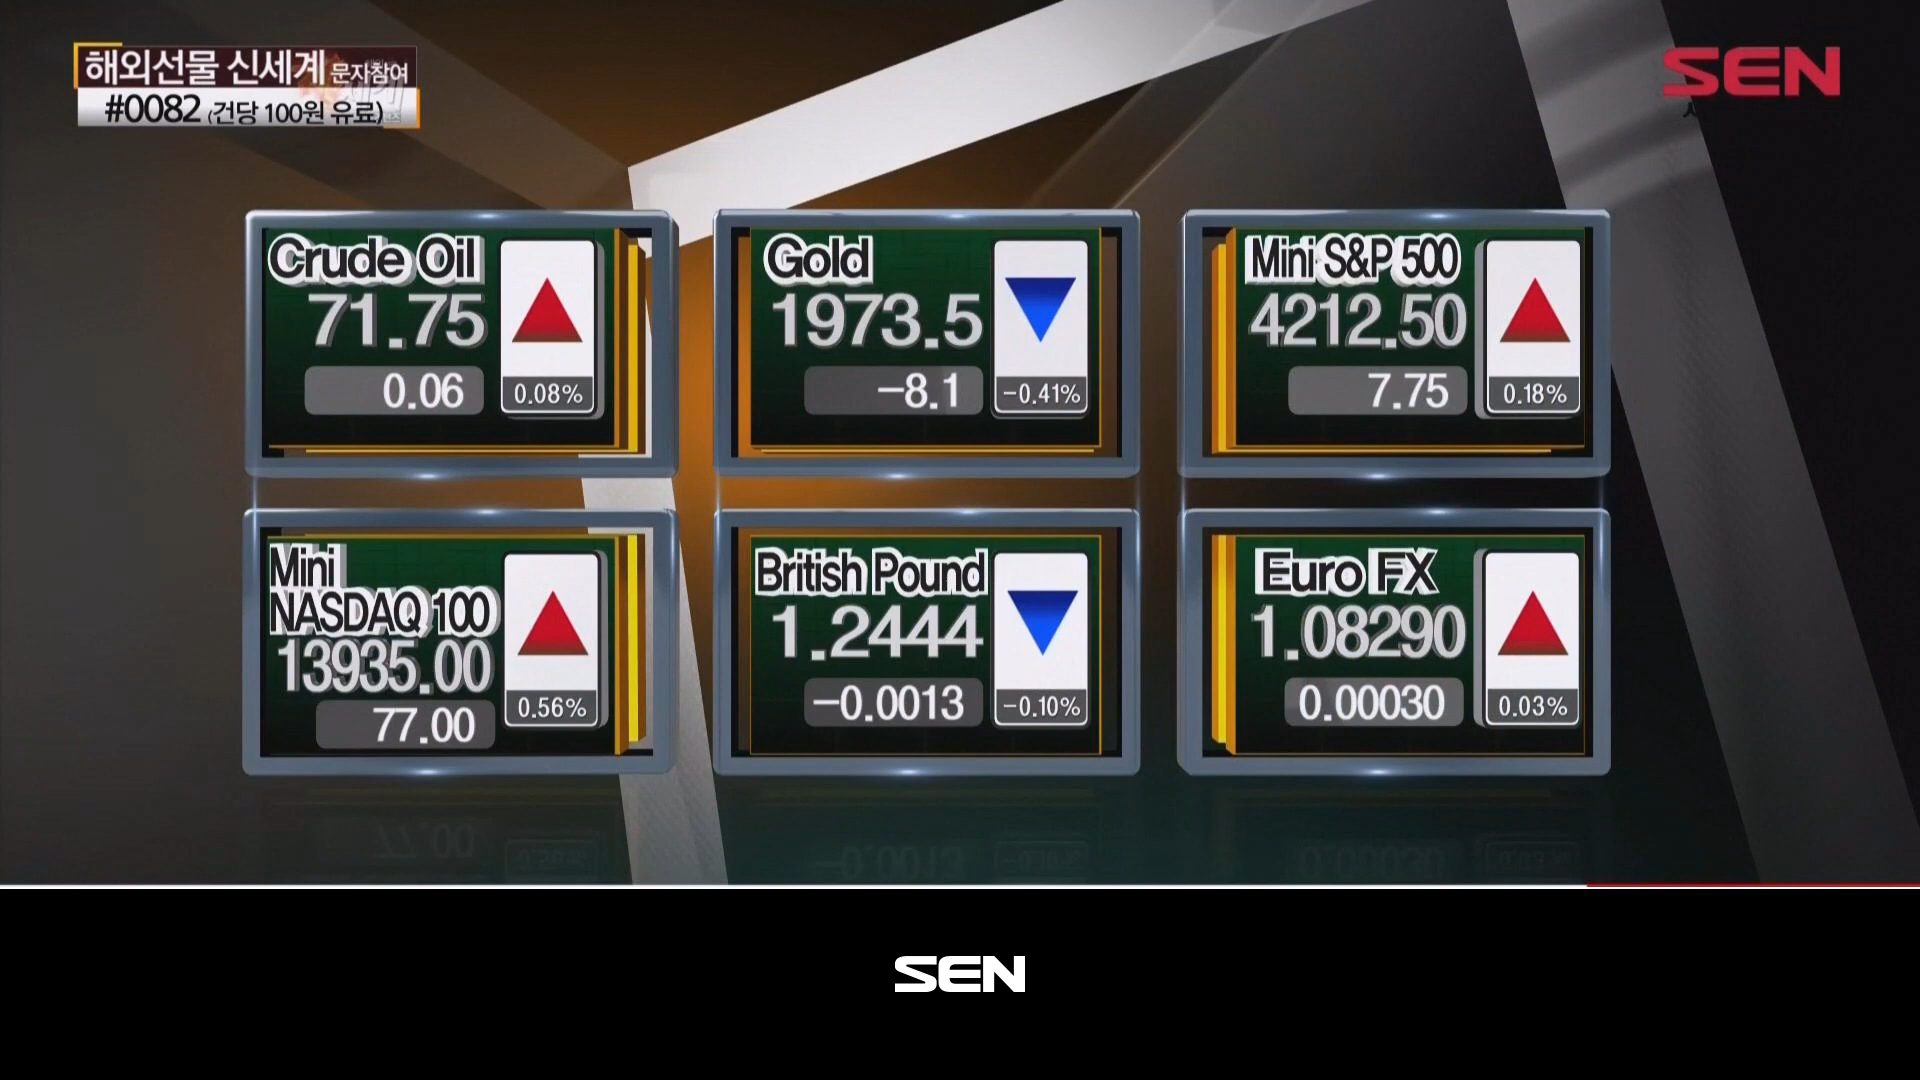 해외선물 신세계 문자참여
#0082 (건당 100원 유료)
SEN
Crude Oil
71.75
0.06
0.08%
Gold
1973.5
-8.1
-0.41%
Mini S&P 500
4212.50
7.75
0.18%
Mini
NASDAQ 100
13935.00
77.00
0.56%
British Pound
1.2444
-0.0013
-0.10%
Euro FX
1.08290
0.00030
0.03%
SEN